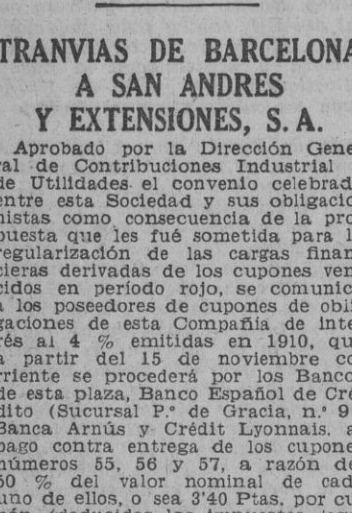 TRANVIAS DE BARCELONA
A SAN ANDRES
Y EXTENSIONES, S. A.
Aprobado por la Dirección Gene
ral de Contribuciones Industrial
de Utilidades el convenio celebrad
entre esta Sociedad y sus obligacio
nistas como consecuencia de la pro
puesta que les fué sometida para l
regularización de las cargas finan
cieras derivadas de los cupones ven
cidos en período rojo, se comunic
a los poseedores de cupones de obli
gaciones de esta Compañía de inte
rés al 4 % emitidas en 1910, qu
a partir del 15 de noviembre co
rriente se procederá por los Banco
de esta plaza, Banco Español de Cré
dito (Sucursal P.º de Gracia, n.º 9
Banca Arnús y Crédit Lyonnais, a
pago contra entrega de los cupone
números 55, 56 y 57, a razón de
50 % del valor nominal de cad
uno de ellos, o sea 3'40 Ptas. por cu